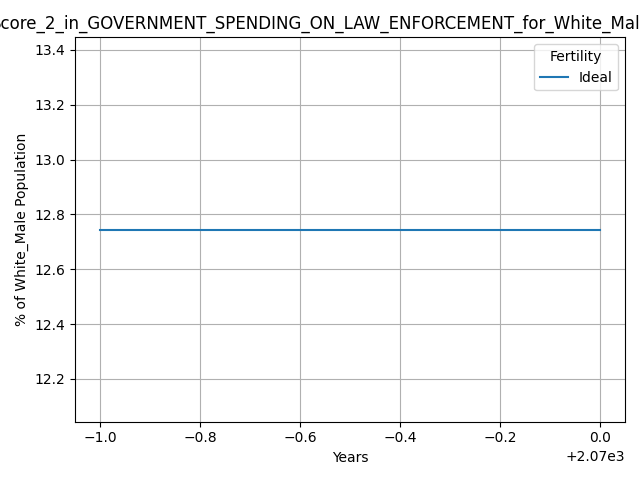 core_2_in_GOVERNMENT_SPENDING_ON_LAW_ENFORCEMENT_for_White_Mal
Fertility
Ideal
% of White_Male Population
13.4
13.2
13.0
12.8
12.6
12.4
12.2
−1.0 −0.8 −0.6 −0.4 −0.2 0.0
Years
+2.07e3